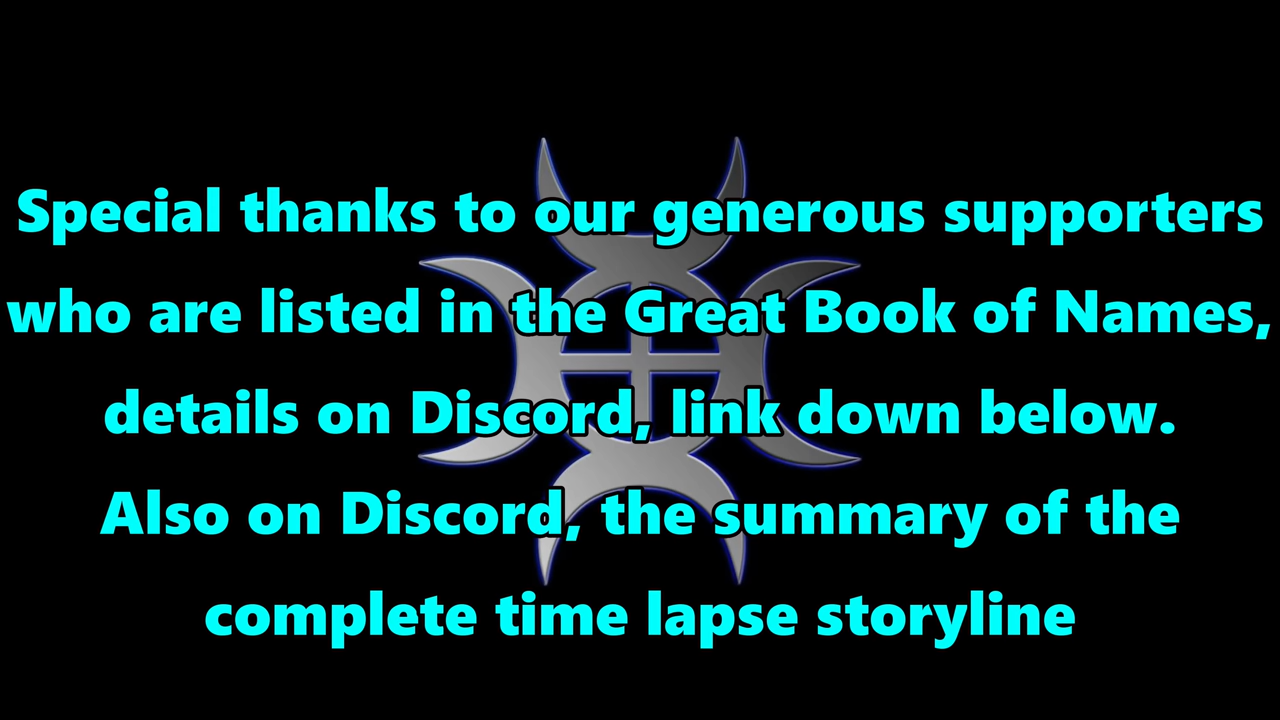 Special thanks to our generous supporters
who are listed in the Great Book of Names,
details on Discord, link down below.
Also on Discord, the summary of the
complete time lapse storyline